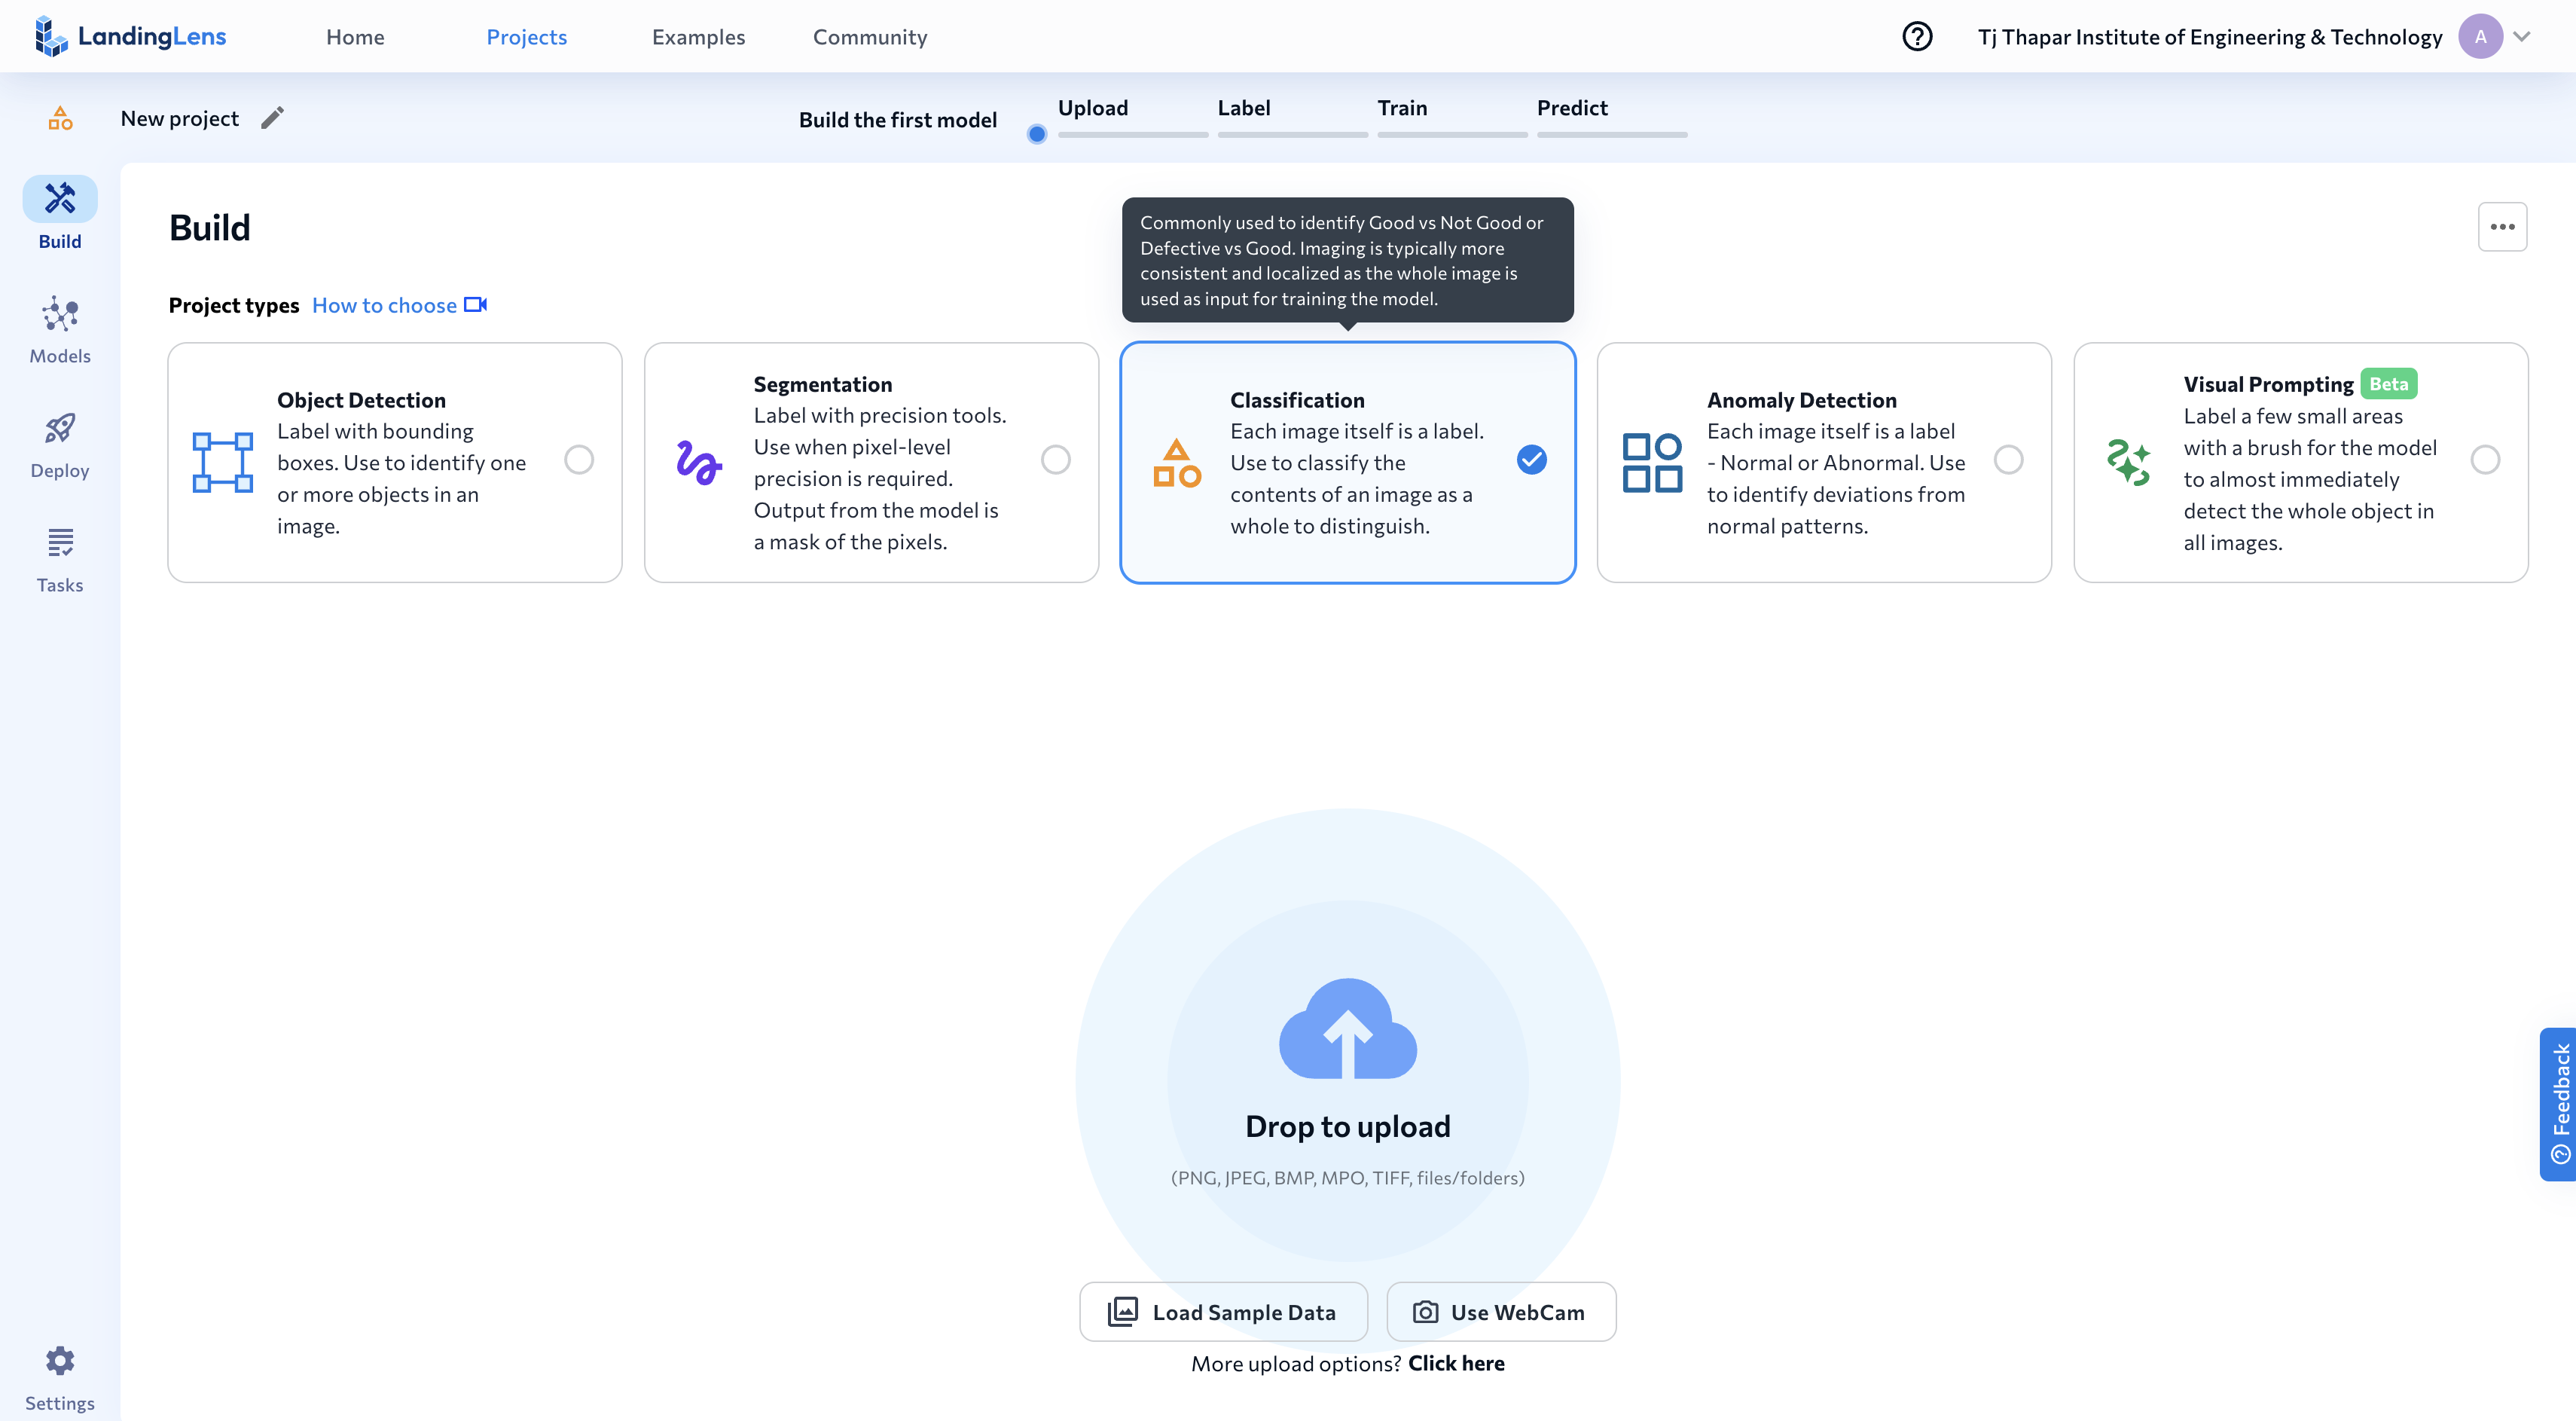 LandingLens
Home
Projects
Examples
Community
Tj Thapar Institute of Engineering & Technology
A
New project
Build the first model
Upload
Label
Train
Predict
Build
Models
Deploy
Tasks
Settings
Build
Commonly used to identify Good vs Not Good or
Defective vs Good. Imaging is typically more
consistent and localized as the whole image is
used as input for training the model.
Project types
How to choose
Object Detection
Label with bounding
boxes. Use to identify one
or more objects in an
image.
Segmentation
Label with precision tools.
Use when pixel-level
precision is required.
Output from the model is
a mask of the pixels.
Classification
Each image itself is a label.
Use to classify the
contents of an image as a
whole to distinguish.
Anomaly Detection
Each image itself is a label
- Normal or Abnormal. Use
to identify deviations from
normal patterns.
Visual Prompting Beta
Label a few small areas
with a brush for the model
to almost immediately
detect the whole object in
all images.
Drop to upload
(PNG, JPEG, BMP, MPO, TIFF, files/folders)
Load Sample Data
Use WebCam
More upload options? Click here
Feedback